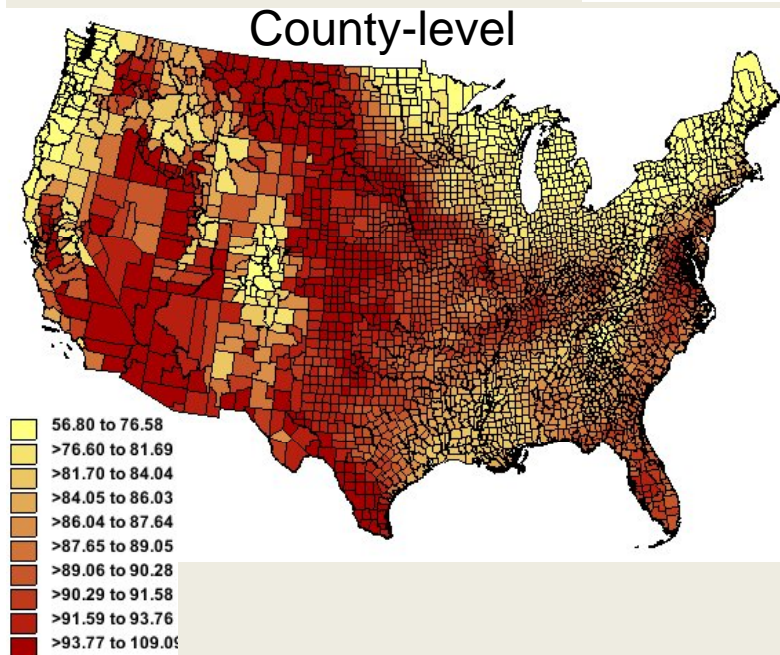 County-level
56.80 to 76.58
>76.60 to 81.69
>81.70 to 84.04
>84.05 to 86.03
>86.04 to 87.64
>87.65 to 89.05
>89.06 to 90.28
>90.29 to 91.58
>91.59 to 93.76
>93.77 to 109.09